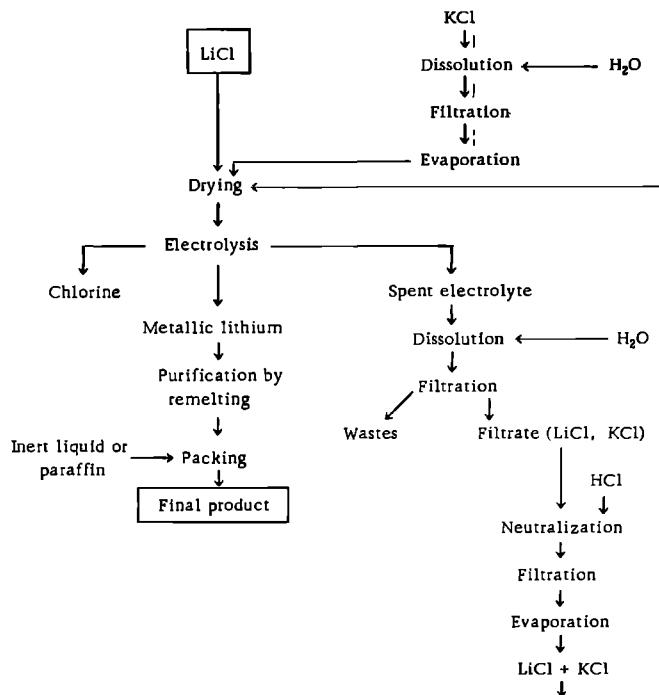 KCl
LiCl
Dissolution
H₂O
Filtration
Evaporation
Drying
Electrolysis
Chlorine
Spent electrolyte
Metallic lithium
Dissolution
H₂O
Purification by
remelting
Filtration
Wastes
Filtrate (LiCl, KCl)
Inert liquid or
paraffin
Packing
HCl
Final product
Neutralization
Filtration
Evaporation
LiCl + KCl